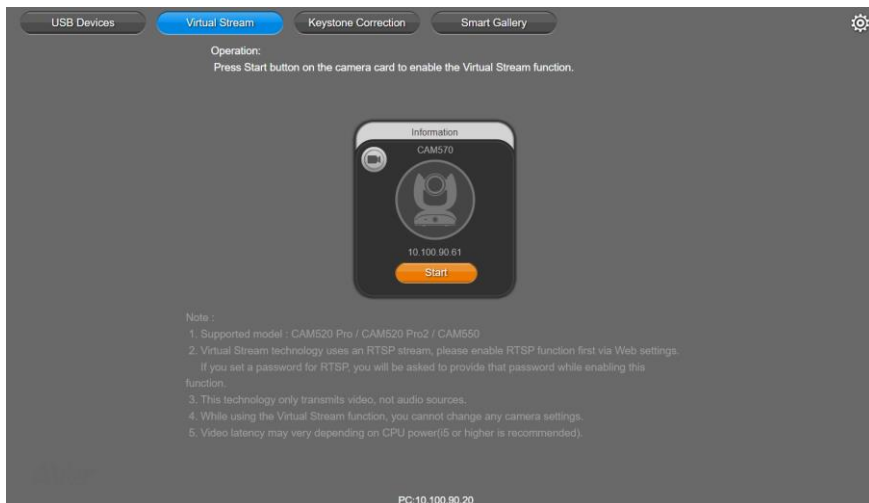 USB Devices
Virtual Stream
Keystone Correction
Smart Gallery
Operation:
Press Start button on the camera card to enable the Virtual Stream function.
Information
CAM570
10.100.90.61
Start
Note :
1. Supported model : CAM520 Pro / CAM520 Pro2 / CAM550
2. Virtual Stream technology uses an RTSP stream, please enable RTSP function first via Web settings.
If you set a password for RTSP, you will be asked to provide that password while enabling this
function.
3. This technology only transmits video, not audio sources.
4. While using the Virtual Stream function, you cannot change any camera settings.
5. Video latency may very depending on CPU power(i5 or higher is recommended).
PC:10.100.90.20